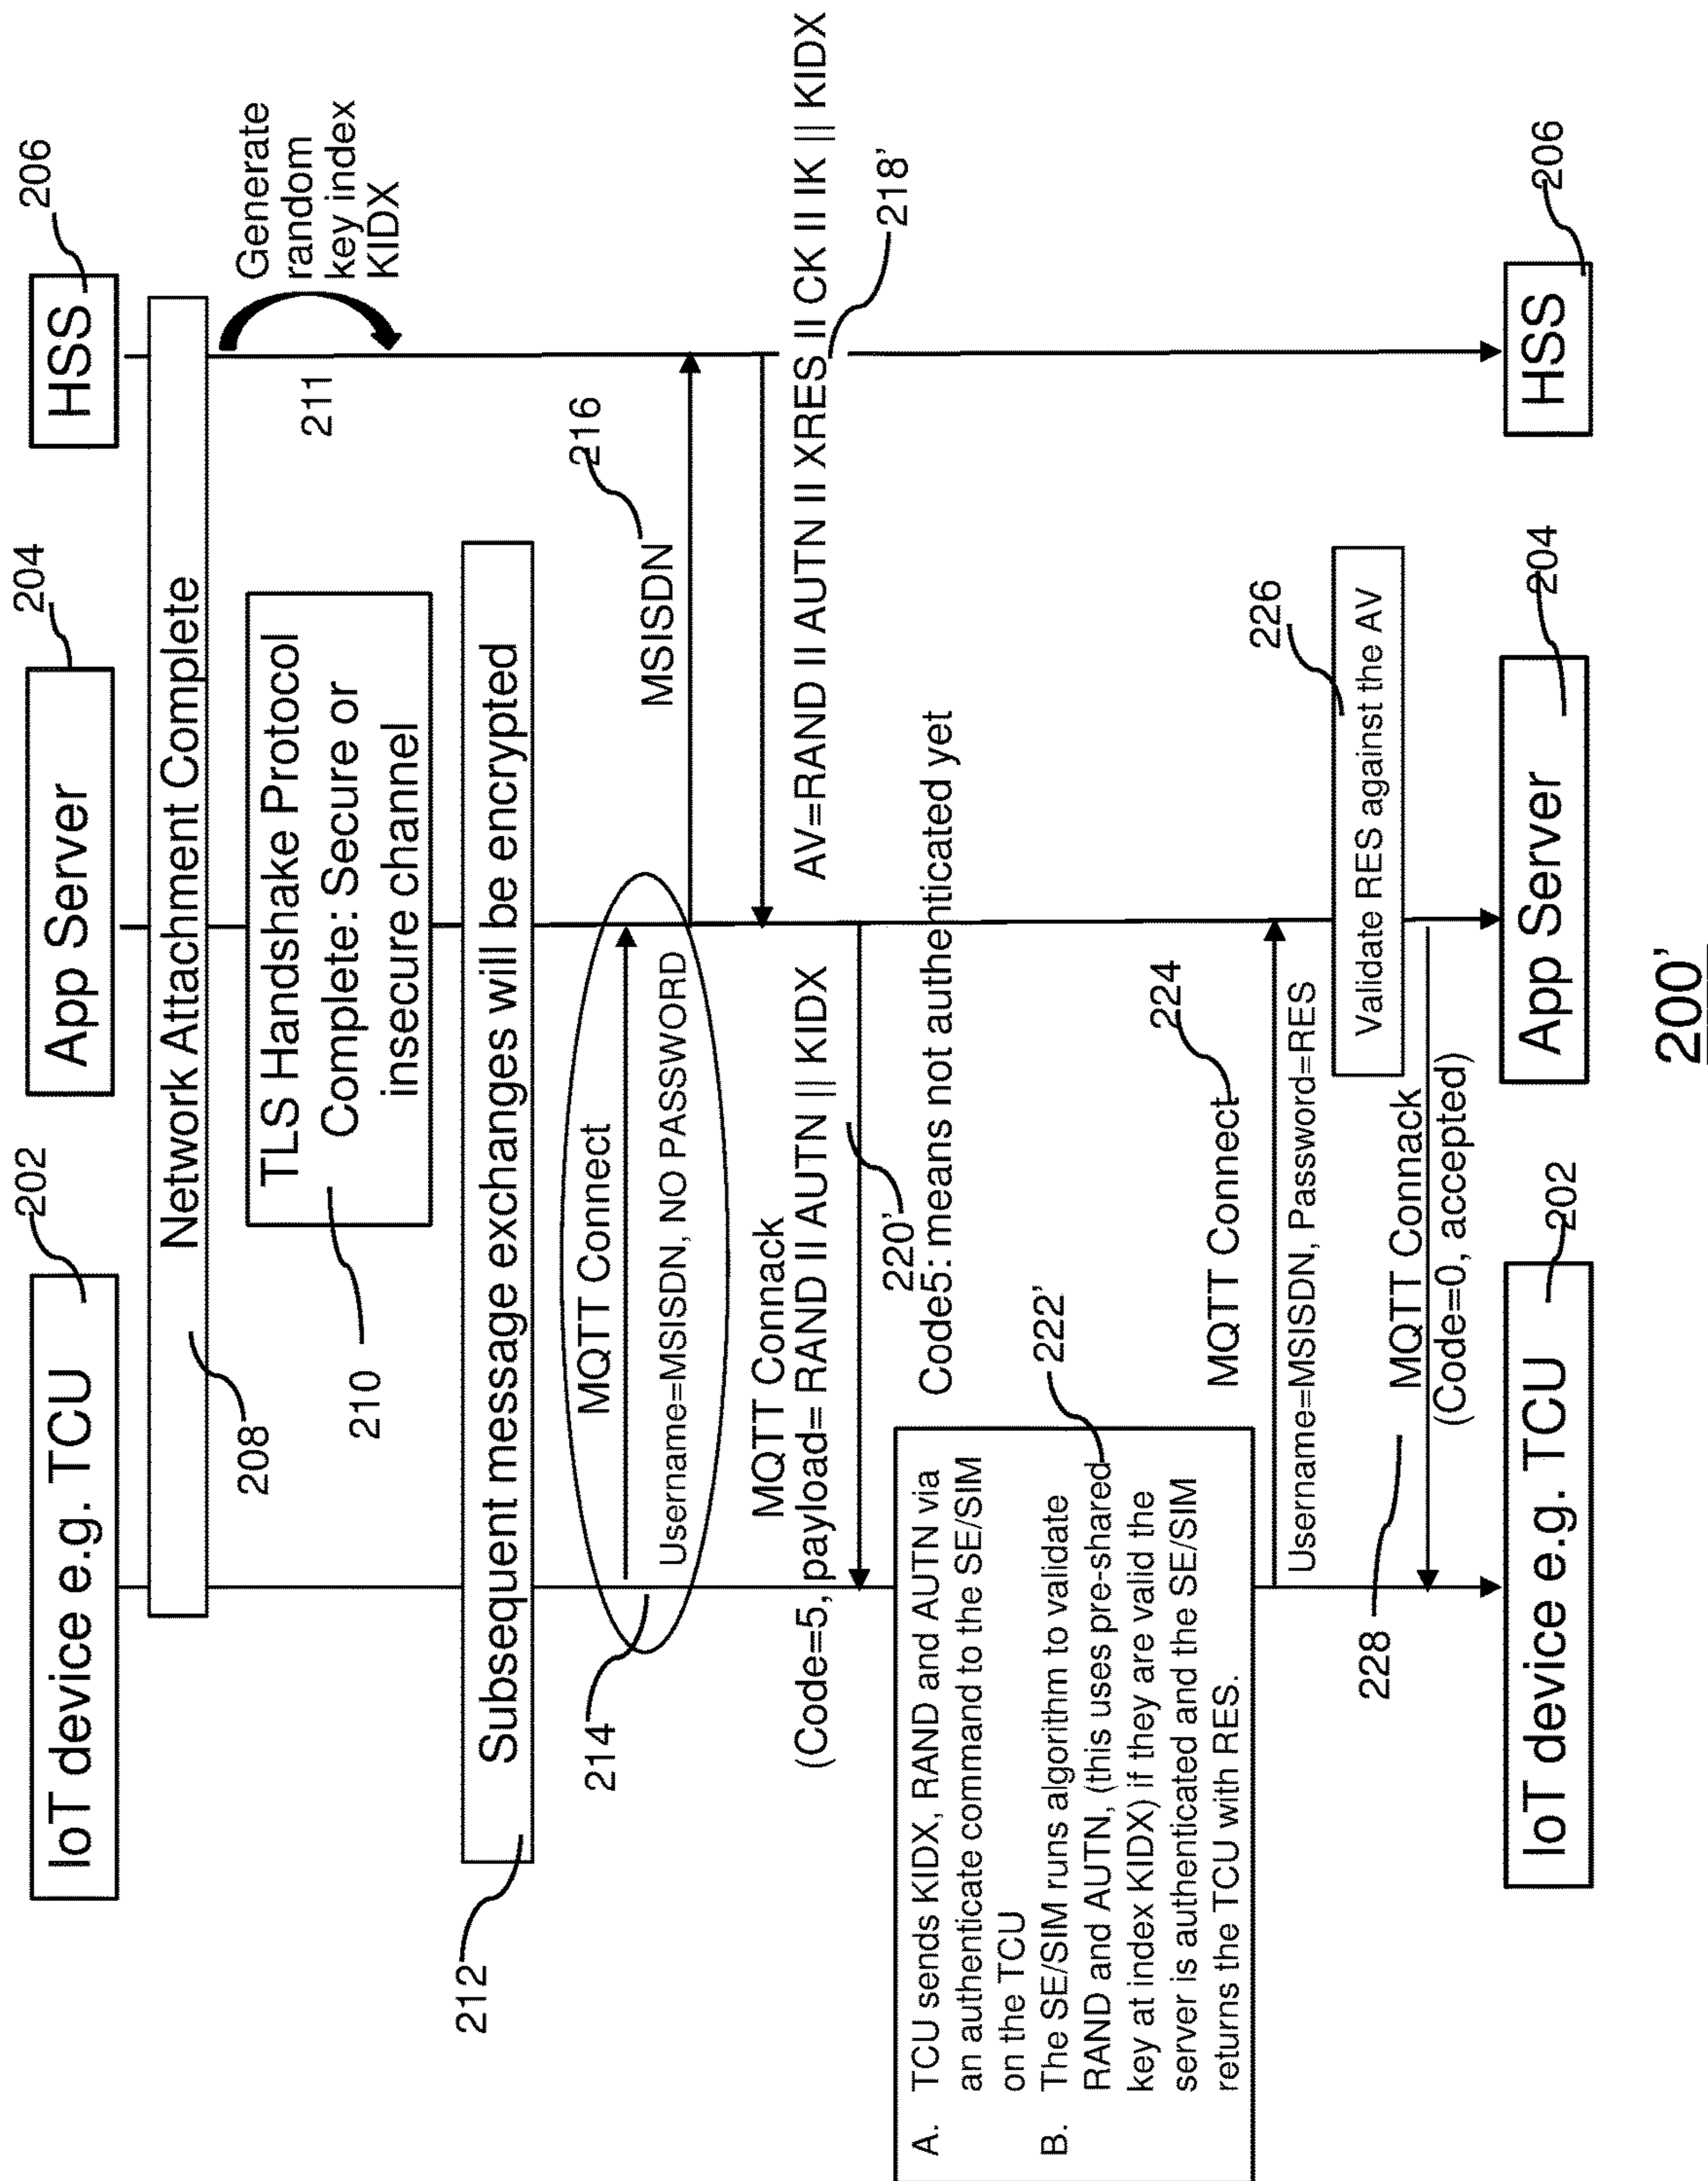 IoT device e.g. TCU
202
App Server
204
HSS
206
Network Attachment Complete
208
Generate
random
key index
KIDX
211
TLS Handshake Protocol
Complete: Secure or
insecure channel
210
Subsequent message exchanges will be encrypted
212
MQTT Connect
Username=MSISDN, NO PASSWORD
214
MSISDN
216
AV=RAND II AUTN II XRES II CK II IK || KIDX
218’
MQTT Connack
(Code=5, payload= RAND II AUTN || KIDX
220’
Code5: means not authenticated yet
A. TCU sends KIDX, RAND and AUTN via
an authenticate command to the SE/SIM
on the TCU
B. The SE/SIM runs algorithm to validate
RAND and AUTN, (this uses pre-shared
key at index KIDX) if they are valid the
server is authenticated and the SE/SIM
returns the TCU with RES.
222’
MQTT Connect
224
Username=MSISDN, Password=RES
Validate RES against the AV
226
MQTT Connack
(Code=0, accepted)
228
IoT device e.g. TCU
202
App Server
204
HSS
206
200’